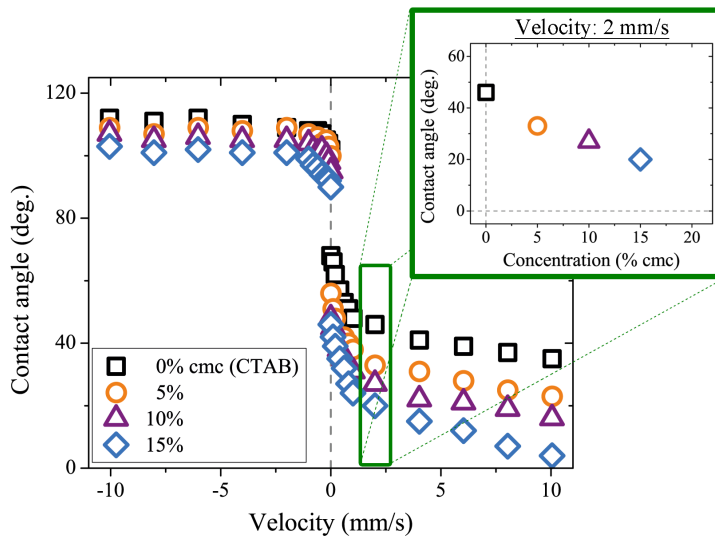 Velocity: 2 mm/s
60
40
20
0
Contact angle (deg.)
0 5 10 15 20
Concentration (% cmc)
120
80
40
0
Contact angle (deg.)
0% cmc (CTAB)
5%
10%
15%
-10 -5 0 5 10
Velocity (mm/s)